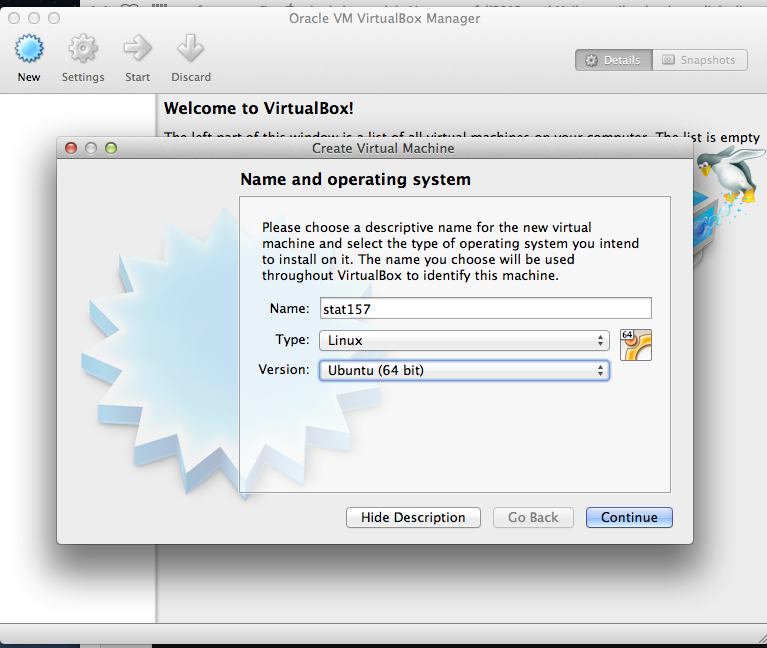 Oracle VM VirtualBox Manager
New
Settings
Start
Discard
Details
Snapshots
Welcome to VirtualBox!
The left part of this window is a list of all virtual machines on your computer. The list is empty
Create Virtual Machine
Name and operating system
Please choose a descriptive name for the new virtual
machine and select the type of operating system you intend
to install on it. The name you choose will be used
throughout VirtualBox to identify this machine.
Name: stat157
Type: Linux
64
Version: Ubuntu (64 bit)
Hide Description
Go Back
Continue